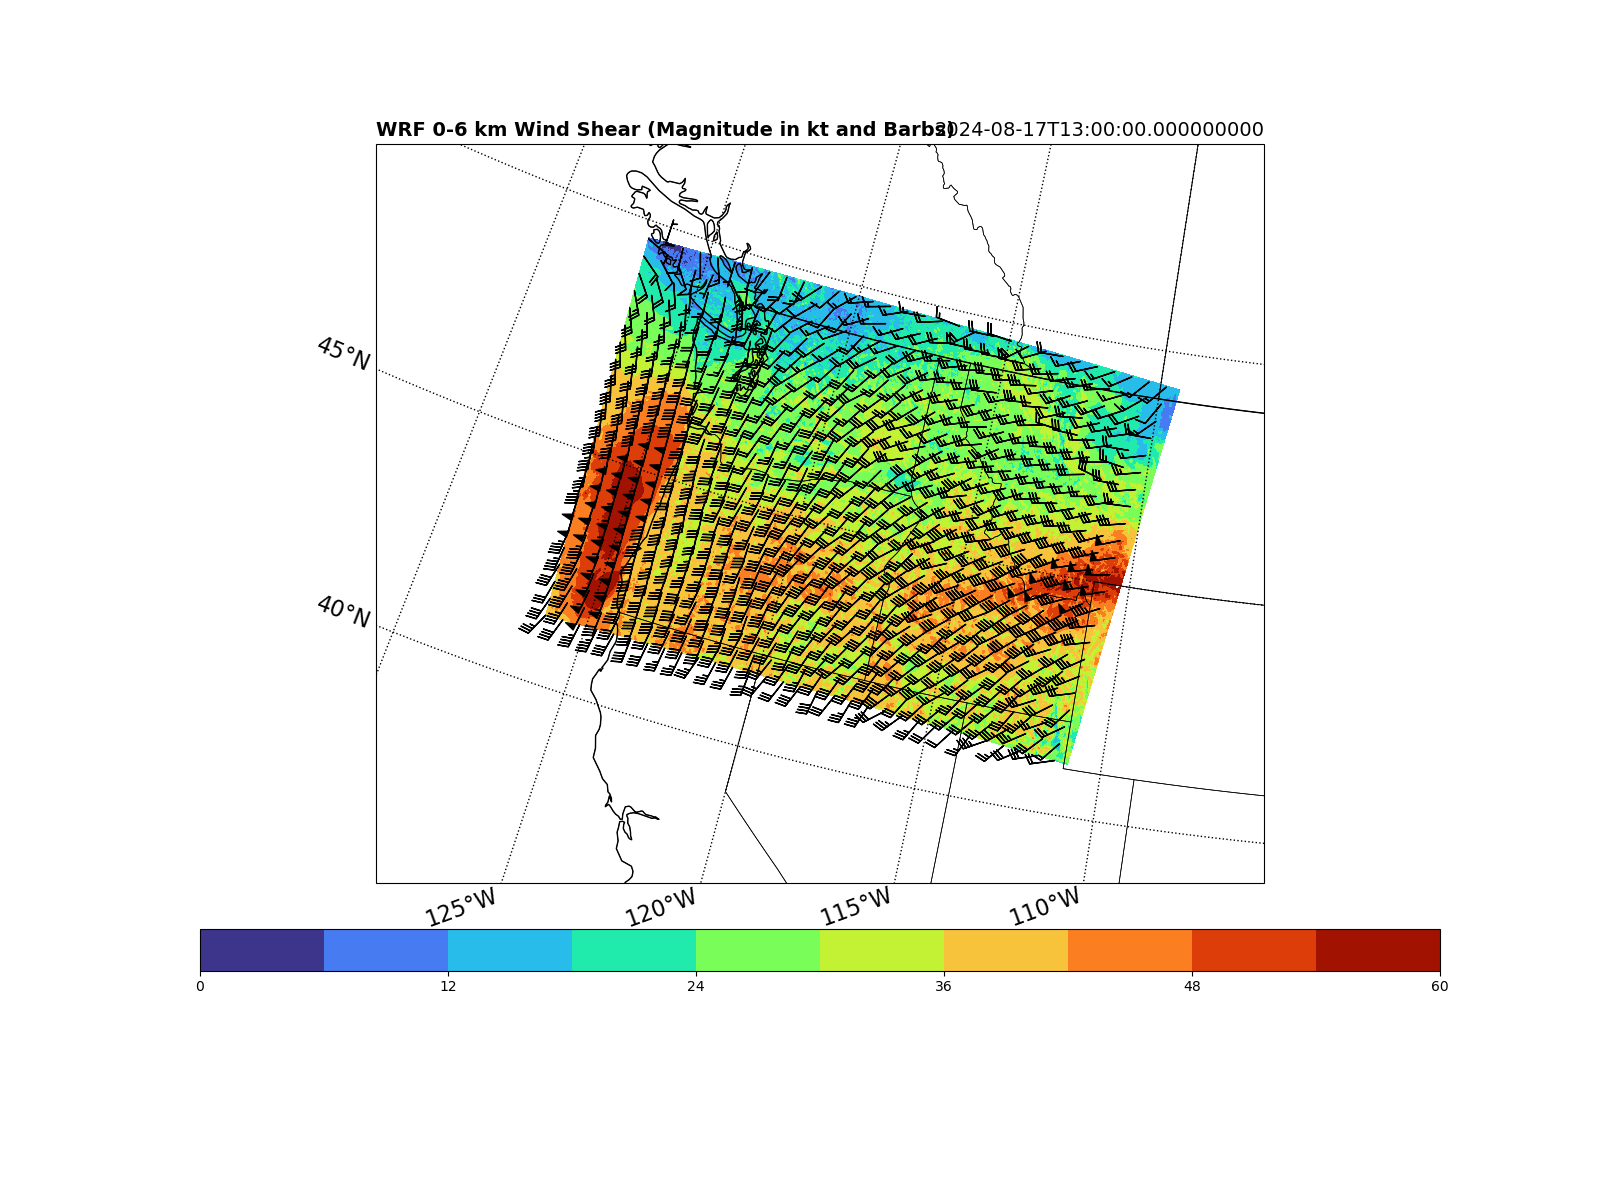 WRF 0-6 km Wind Shear (Magnitude in kt and Barbs) 2024-08-17T13:00:00.000000000
45°N
40°N
125°W 120°W 115°W 110°W
0 12 24 36 48 60